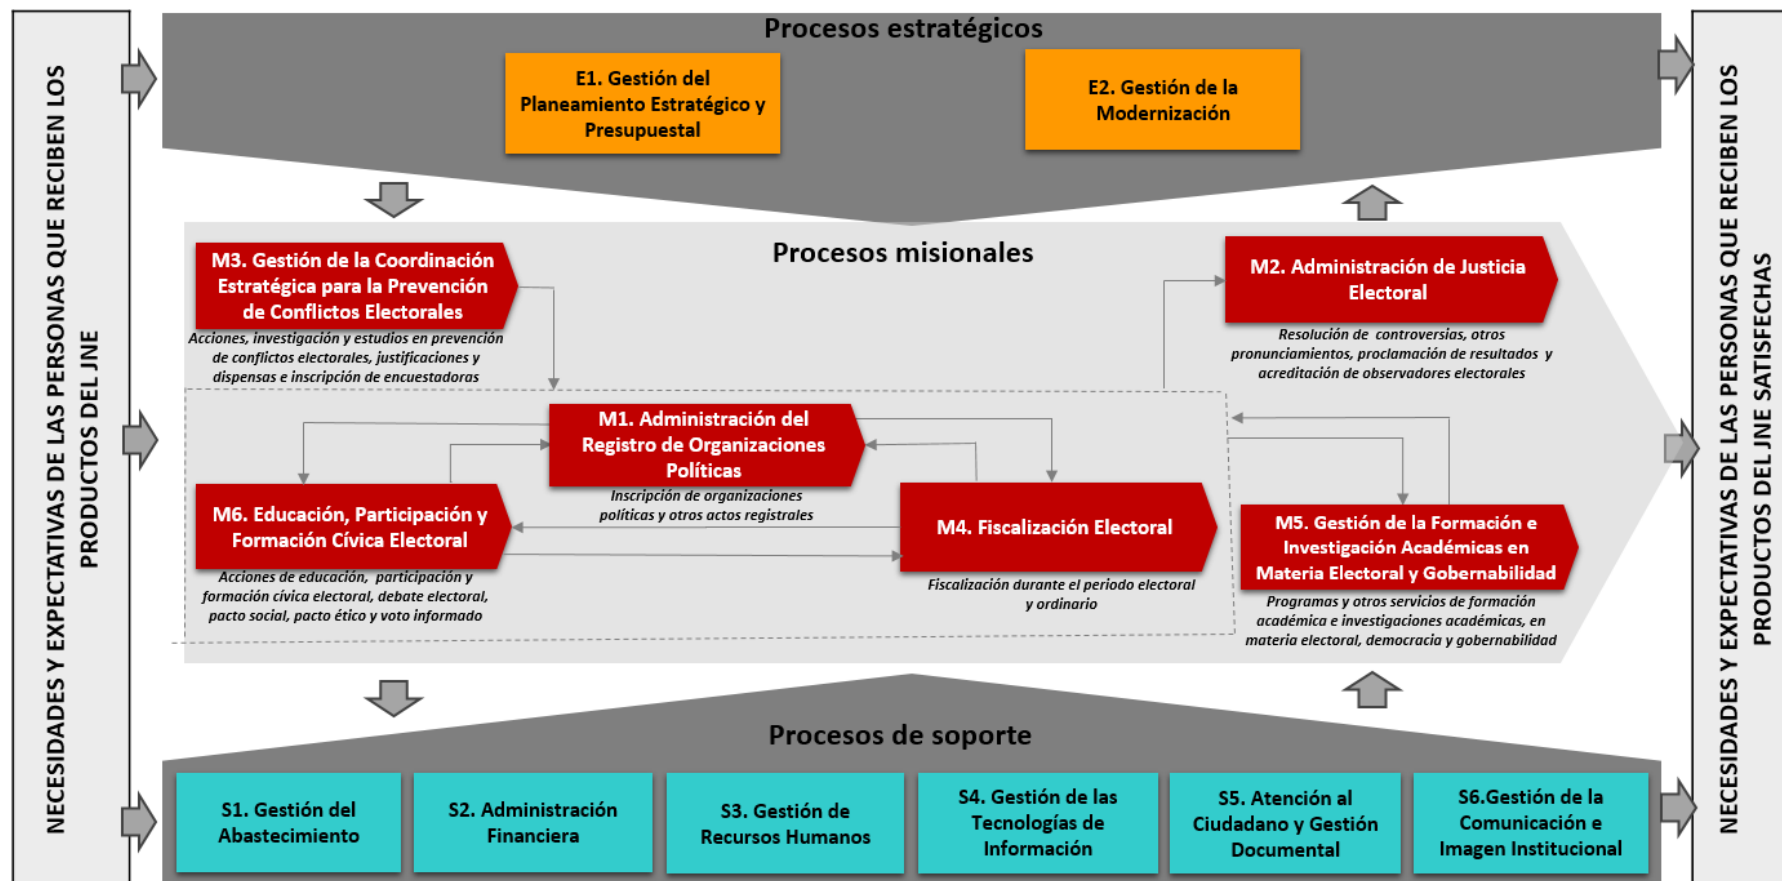 NECESIDADES Y EXPECTATIVAS DE LAS PERSONAS QUE RECIBEN LOS
PRODUCTOS DEL JNE
Procesos estratégicos
E1. Gestión del
Planeamiento Estratégico y
Presupuestal
E2. Gestión de la
Modernización
Procesos misionales
M3. Gestión de la Coordinación
Estratégica para la Prevención
de Conflictos Electorales
Acciones, investigación y estudios en prevención
de conflictos electorales, justificaciones y
dispensas e inscripción de encuestadoras
M2. Administración de Justicia
Electoral
Resolución de controversias, otros
pronunciamientos, proclamación de resultados y
acreditación de observadores electorales
M1. Administración del
Registro de Organizaciones
Políticas
Inscripción de organizaciones
políticas y otros actos registrales
M6. Educación, Participación y
Formación Cívica Electoral
Acciones de educación, participación y
formación cívica electoral, debate electoral,
pacto social, pacto ético y voto informado
M4. Fiscalización Electoral
Fiscalización durante el periodo electoral
y ordinario
M5. Gestión de la Formación e
Investigación Académicas en
Materia Electoral y Gobernabilidad
Programas y otros servicios de formación
académica e investigaciones académicas, en
materia electoral, democracia y gobernabilidad
Procesos de soporte
S1. Gestión del
Abastecimiento
S2. Administración
Financiera
S3. Gestión de
Recursos Humanos
S4. Gestión de las
Tecnologías de
Información
S5. Atención al
Ciudadano y Gestión
Documental
S6.Gestión de la
Comunicación e
Imagen Institucional
NECESIDADES Y EXPECTATIVAS DE LAS PERSONAS QUE RECIBEN LOS
PRODUCTOS DEL JNE SATISFECHAS